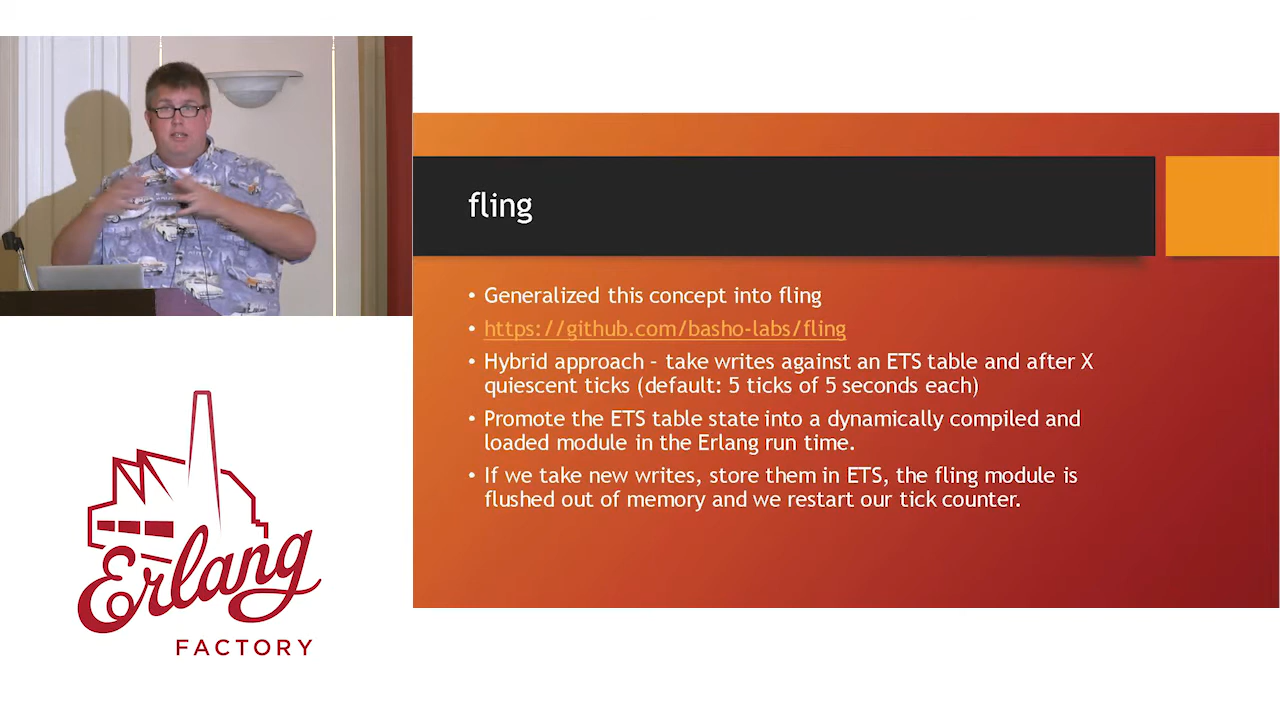 fling
• Generalized this concept into fling
• https://github.com/basho-labs/fling
• Hybrid approach – take writes against an ETS table and after X
quiescent ticks (default: 5 ticks of 5 seconds each)
• Promote the ETS table state into a dynamically compiled and
loaded module in the Erlang run time.
• If we take new writes, store them in ETS, the fling module is
flushed out of memory and we restart our tick counter.
Erlang
FACTORY